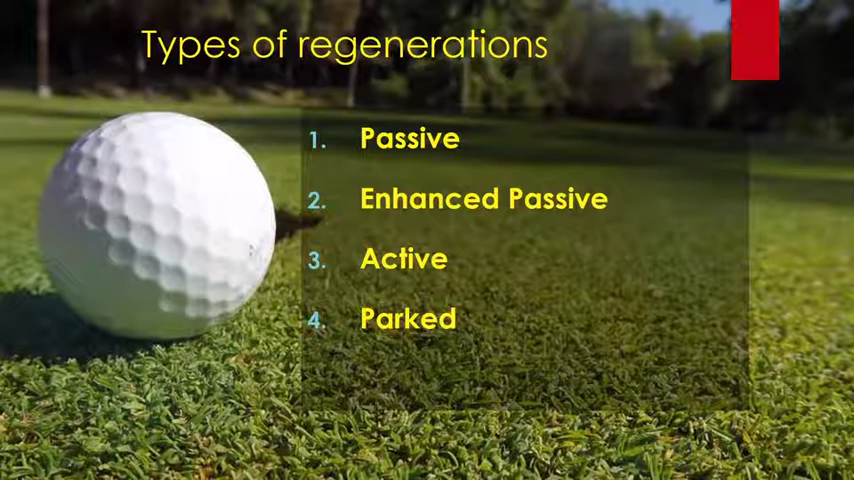 Types of regenerations
1. Passive
2. Enhanced Passive
3. Active
4. Parked